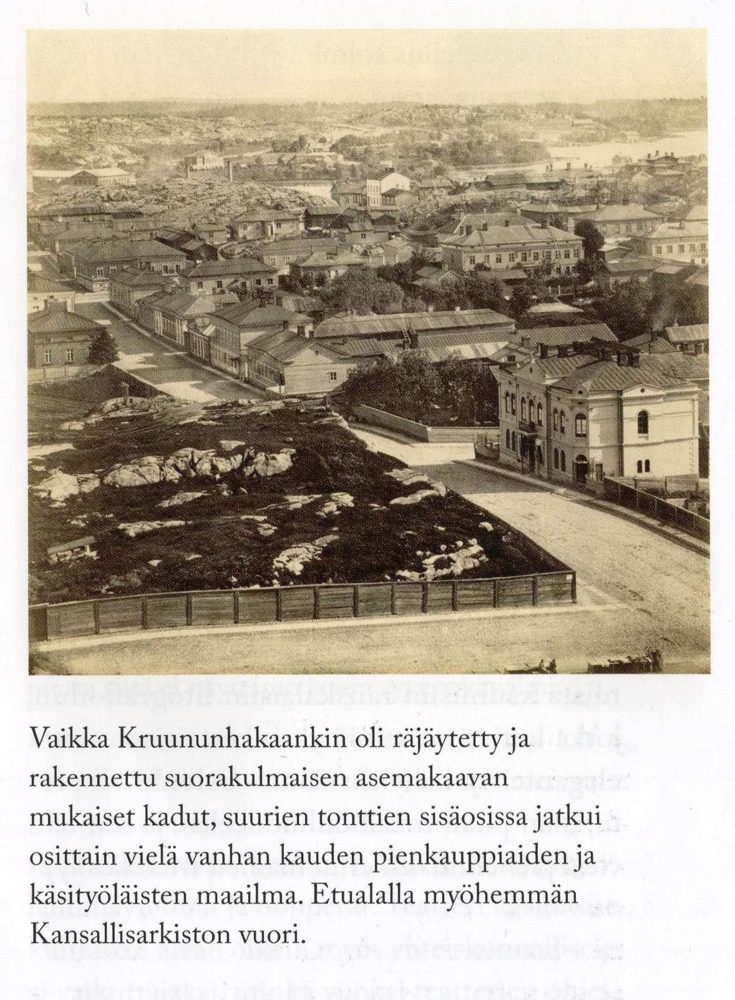 Vaikka Kruununhakaankin oli räjäytetty ja
rakennettu suorakulmaisen asemakaavan
mukaiset kadut, suurien tonttien sisäosissa jatkui
osittain vielä vanhan kauden pienkauppiaiden ja
käsityöläisten maailma. Etualalla myöhemmän
Kansallisarkiston vuori.